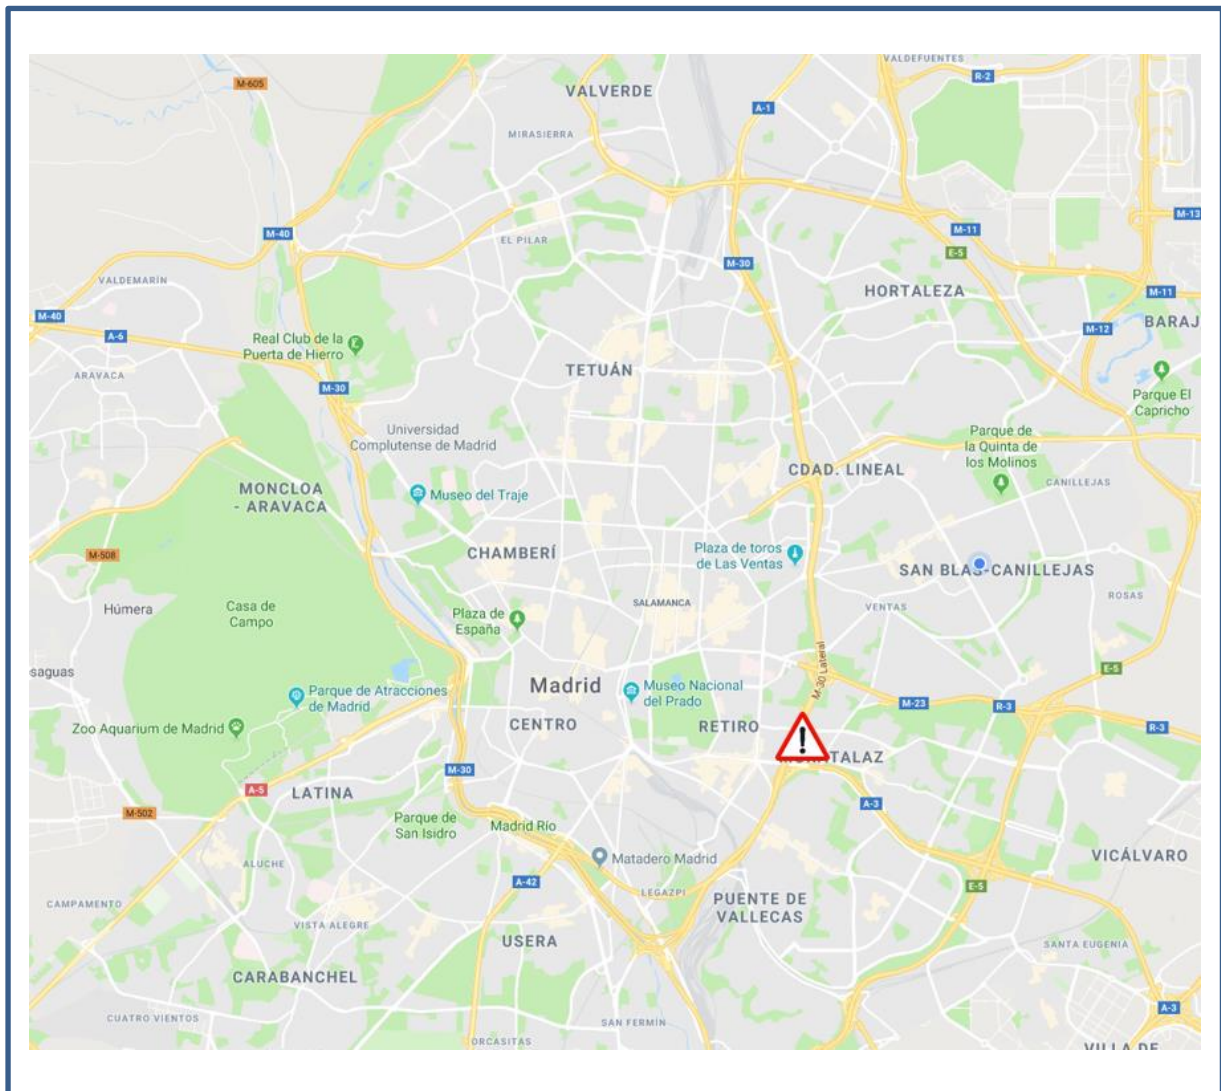 VALDEFUENTES
R-2
M-605
VALVERDE
A-1
MIRASIERRA
M-13
M-40
EL PILAR
M-11
E-5
M-30
VALDEMARÍN
HORTALEZA
M-11
M-40
BARAJ
M-12
A-6
Real Club de la
Puerta de Hierro
TETUÁN
ARAVACA
M-30
Parque El
Capricho
Universidad
Complutense de Madrid
Parque de
la Quinta de
los Molinos
CDAD. LINEAL
CANILLEJAS
MONCLOA
- ARAVACA
Museo del Traje
M-508
CHAMBERÍ
Plaza de toros
de Las Ventas
SAN BLAS-CANILLEJAS
Húmera
Casa de
Campo
SALAMANCA
VENTAS
ROSAS
Plaza de
España
saguas
M-30 Lateral
E-5
Madrid
Museo Nacional
del Prado
Parque de Atracciones
de Madrid
M-23
R-3
R-3
Zoo Aquarium de Madrid
CENTRO
RETIRO
!
TALAZ
M-30
A-5
LATINA
A-3
M-502
Parque de
San Isidro
Madrid Río
VICÁLVARO
Matadero Madrid
ALUCHE
A-42
LEGAZPI
E-5
PUENTE DE
VALLECAS
CAMPAMENTO
VISTA ALEGRE
USERA
SANTA EUGENIA
CARABANCHEL
A-3
CUATRO VIENTOS
SAN FERMÍN
ORCASITAS
VILLA DE